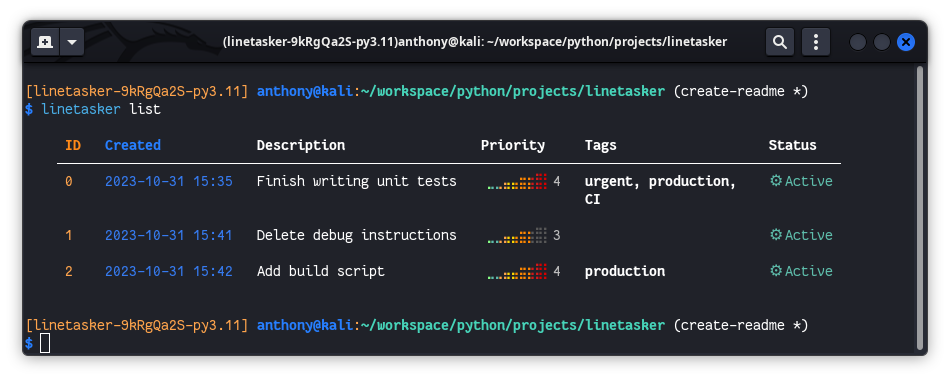 (linetasker-9kRgQa2S-py3.11)anthony@kali: ~/workspace/python/projects/linetasker
[linetasker-9kRgQa2S-py3.11] anthony@kali:~/workspace/python/projects/linetasker (create-readme *)
$ linetasker list
ID Created Description Priority Tags Status
0 2023-10-31 15:35 Finish writing unit tests 4 urgent, production, ⚙ Active
CI
1 2023-10-31 15:41 Delete debug instructions 3 ⚙ Active
2 2023-10-31 15:42 Add build script 4 production ⚙ Active
[linetasker-9kRgQa2S-py3.11] anthony@kali:~/workspace/python/projects/linetasker (create-readme *)
$